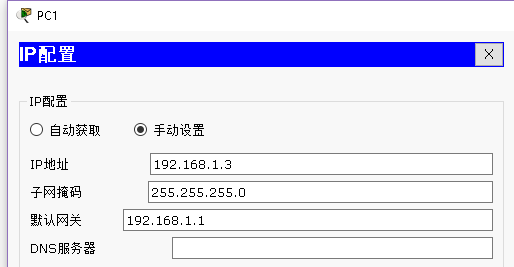 PC1
IP配置
X
IP配置
自动获取 手动设置
IP地址 192.168.1.3
子网掩码 255.255.255.0
默认网关 192.168.1.1
DNS服务器